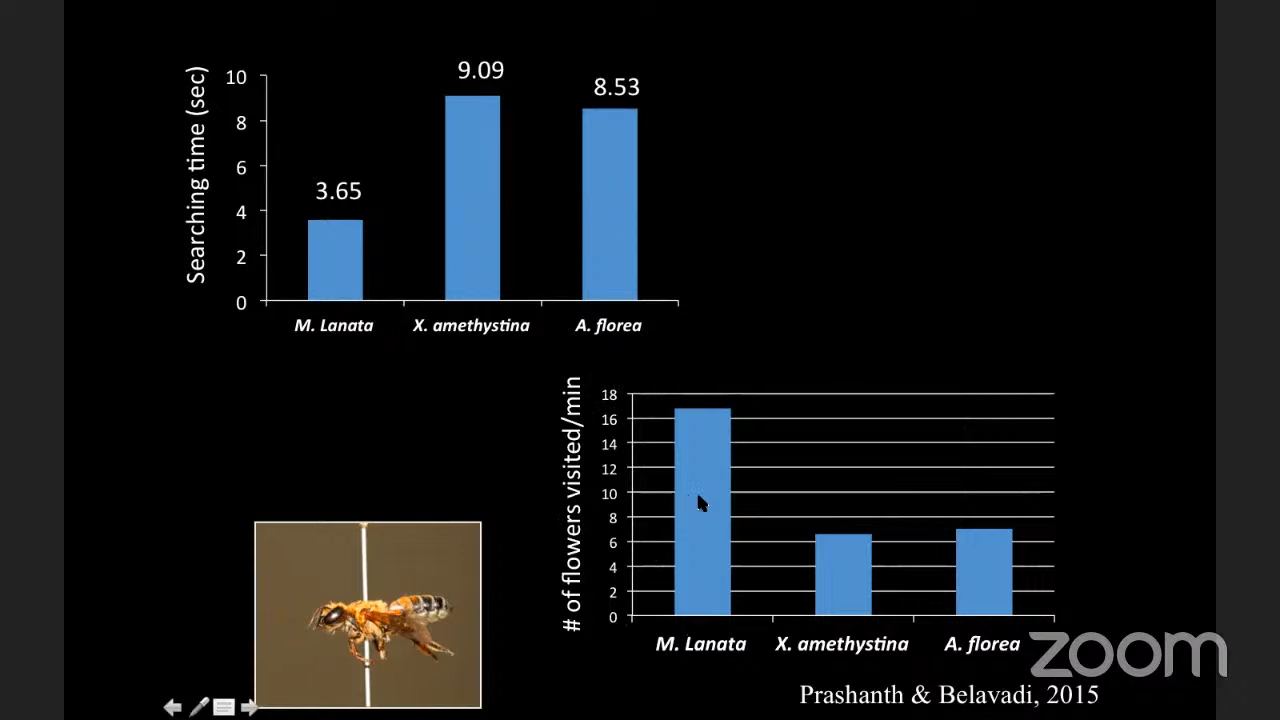 Searching time (sec)
10
8
6
4
2
0
3.65
9.09
8.53
M. Lanata
X. amethystina
A. florea
# of flowers visited/min
18
16
14
12
10
8
6
4
2
0
M. Lanata
X. amethystina
A. florea
zoom
Prashanth & Belavadi, 2015